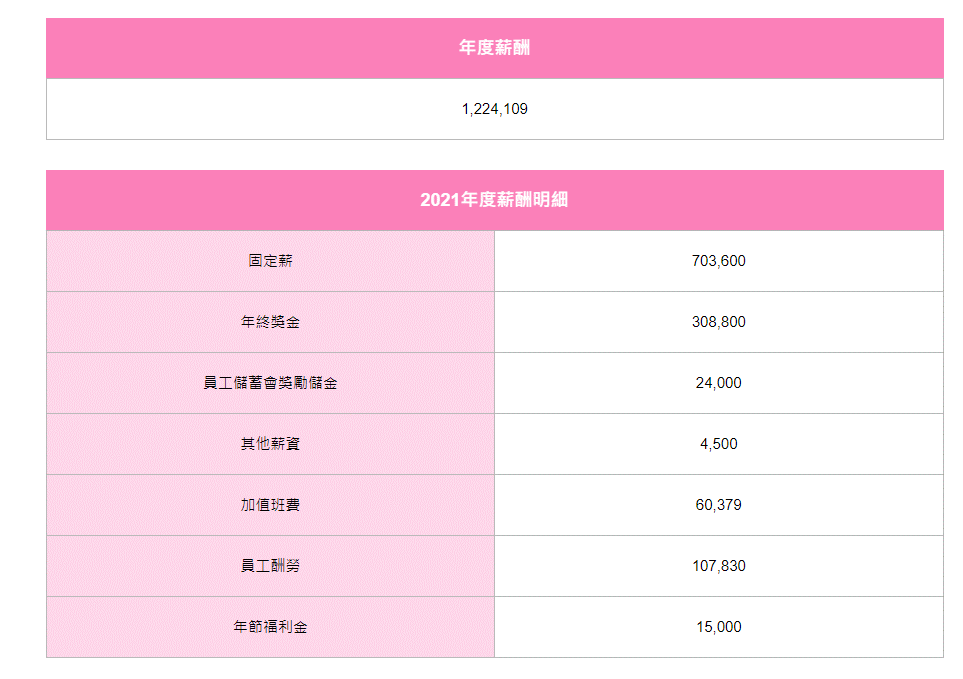 年度薪酬
1,224,109
2021年度薪酬明細
固定薪 703,600
年終獎金 308,800
員工儲蓄會獎勵儲金 24,000
其他薪資 4,500
加值班費 60,379
員工酬勞 107,830
年節福利金 15,000